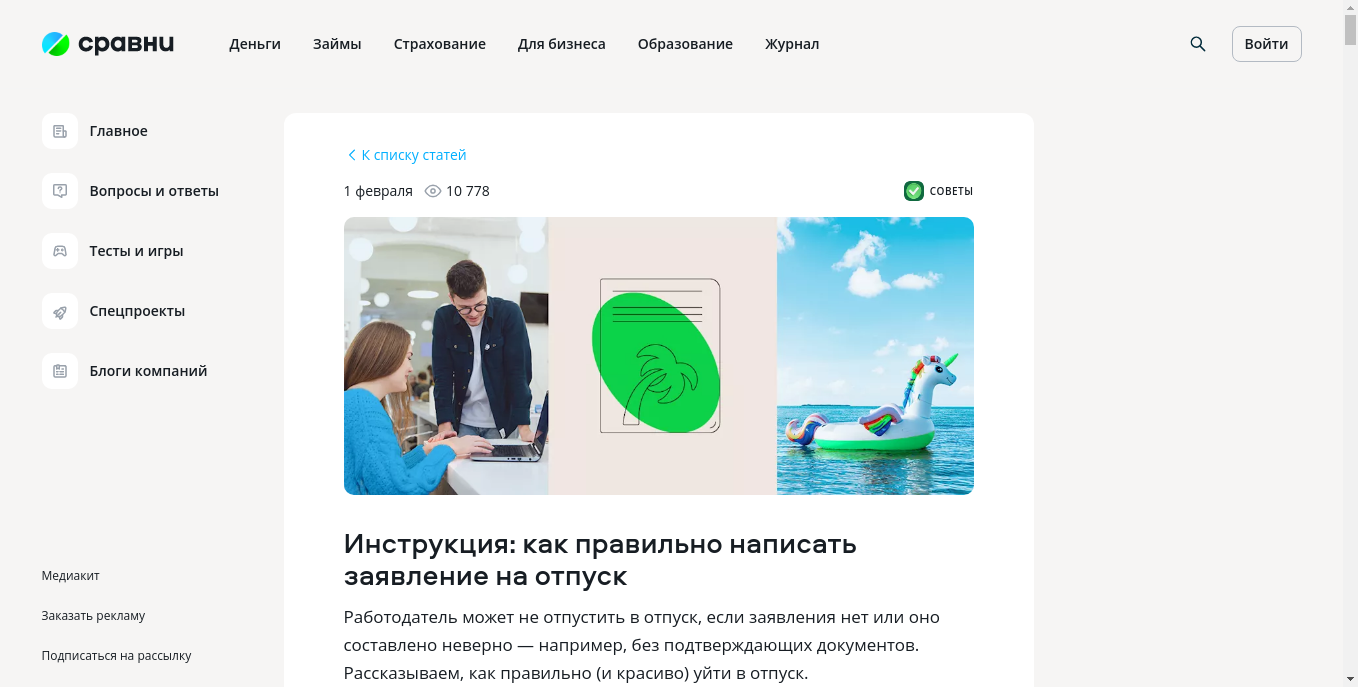 сравни
Деньги
Займы
Страхование
Для бизнеса
Образование
Журнал
Войти
Главное
Вопросы и ответы
Тесты и игры
Спецпроекты
Блоги компаний
Медиакит
Заказать рекламу
Подписаться на рассылку
К списку статей
1 февраля 10 778
СОВЕТЫ
Инструкция: как правильно написать
заявление на отпуск
Работодатель может не отпустить в отпуск, если заявления нет или оно
составлено неверно — например, без подтверждающих документов.
Рассказываем, как правильно (и красиво) уйти в отпуск.